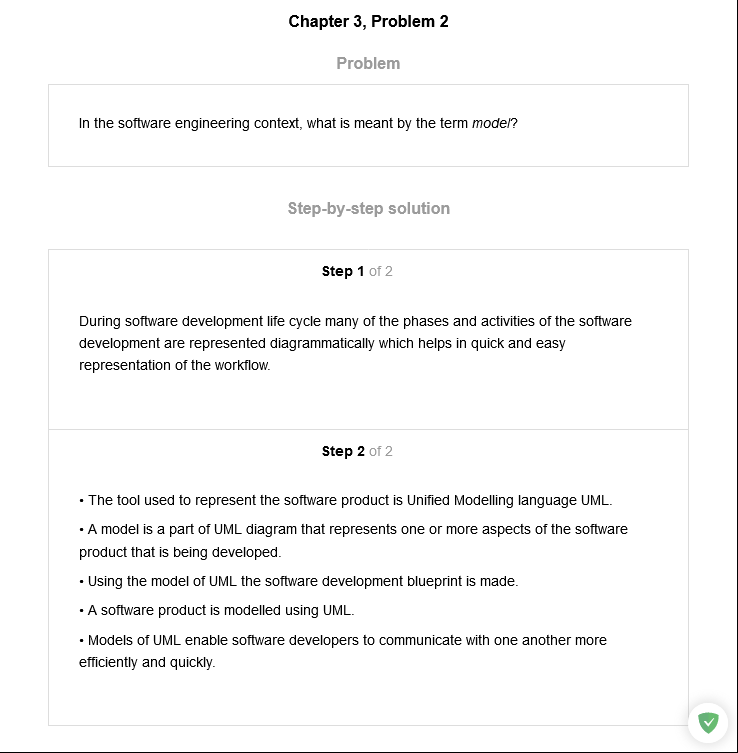 Chapter 3, Problem 2
Problem
In the software engineering context, what is meant by the term model?
Step-by-step solution
Step 1 of 2
During software development life cycle many of the phases and activities of the software
development are represented diagrammatically which helps in quick and easy
representation of the workflow.
Step 2 of 2
• The tool used to represent the software product is Unified Modelling language UML.
• A model is a part of UML diagram that represents one or more aspects of the software
product that is being developed.
• Using the model of UML the software development blueprint is made.
• A software product is modelled using UML.
• Models of UML enable software developers to communicate with one another more
efficiently and quickly.